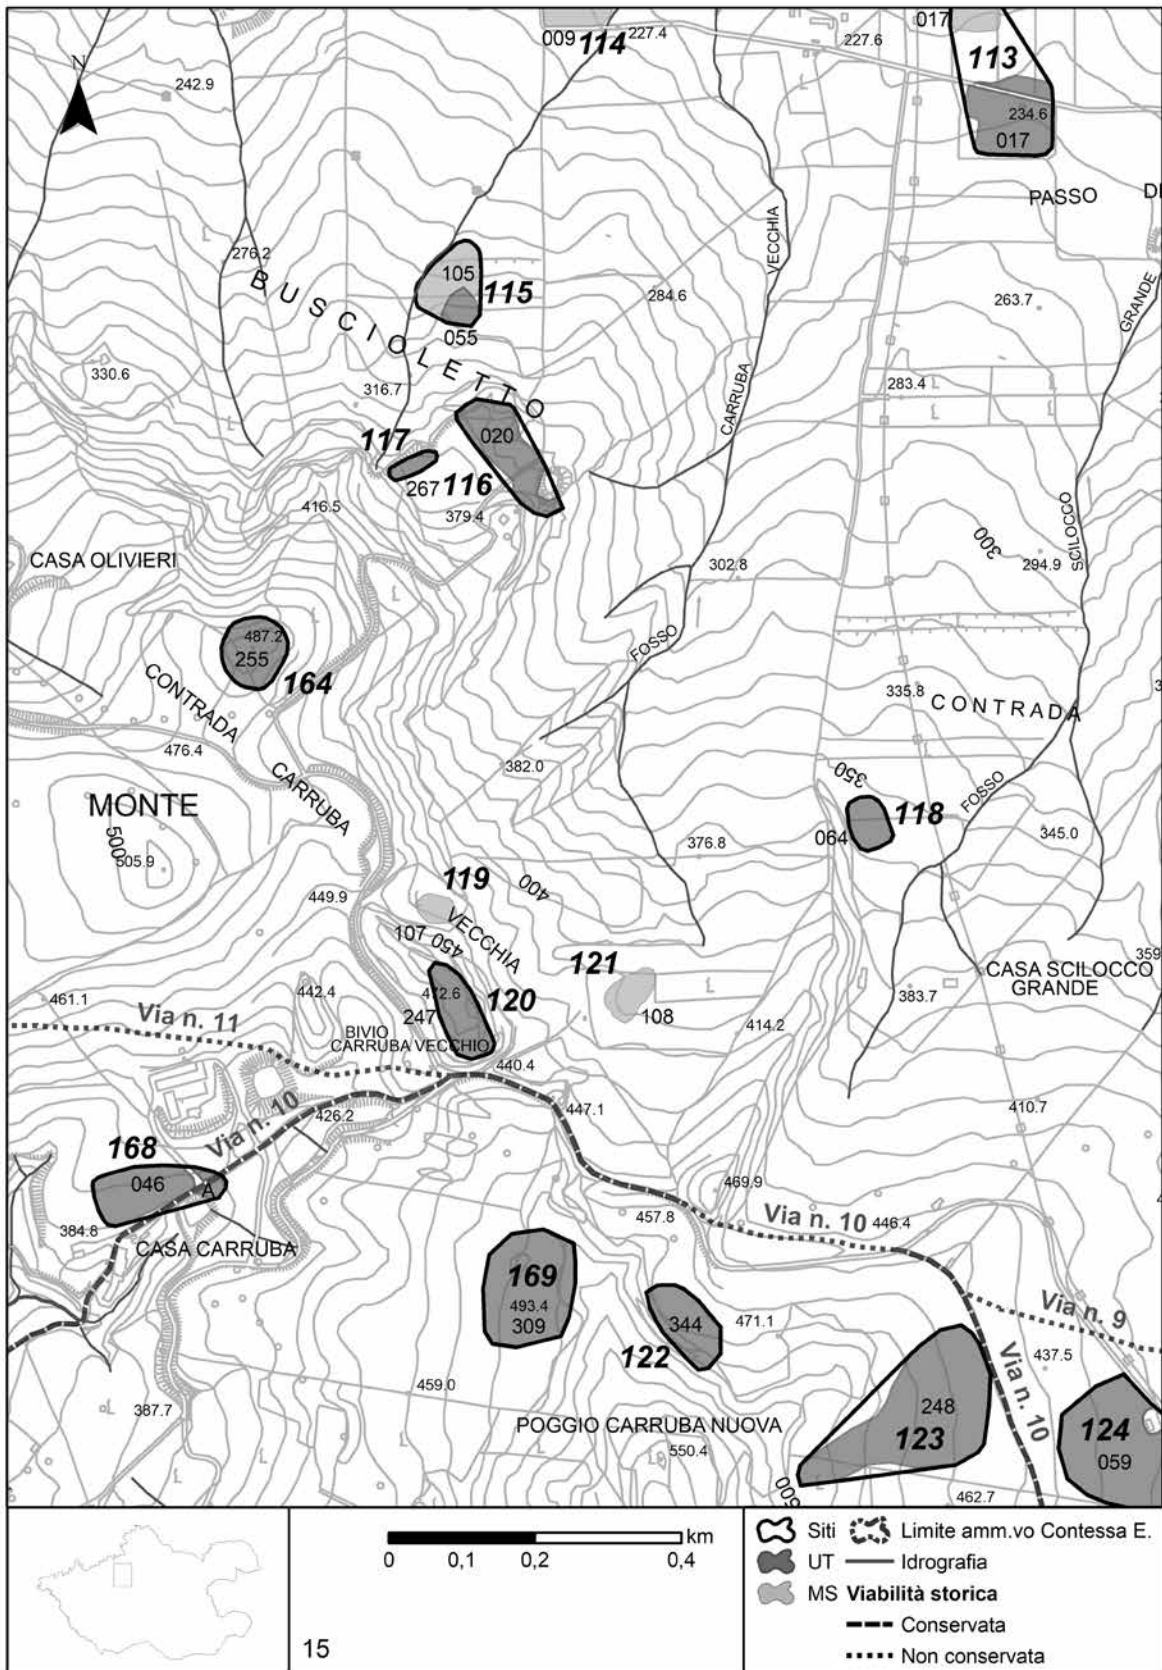 017
009 114 227.4
227.6
113
N
242.9
234.6
017
PASSO
DI
276.2
BUSCIOLETTO
105
115
055
284.6
VECCHIA
263.7
GRANDE
330.6
316.7
283.4
CARRUBA
020
117
267 116
379.4
416.5
300
SCILOCCO
CASA OLIVIERI
302.8
294.9
487.2
255
164
FOSSO
CONTRADA
335.8
CONTRADA
476.4
382.0
CARRUBA
350
FOSSO
MONTE
500
505.9
118
064
345.0
376.8
119
400
449.9
VECCHIA
107
450
121
359
CASA SCILOCCO
GRANDE
461.1
442.4
472.6
120
383.7
Via n. 11
247
108
414.2
BIVIO
CARRUBA VECCHIO
440.4
Via n. 10
426.2
447.1
410.7
168
046
A
469.9
457.8
Via n. 10
446.4
384.8
CASA CARRUBA
169
493.4
309
344
471.1
Via n. 9
122
437.5
Via n. 10
459.0
387.7
248
123
124
059
POGGIO CARRUBA NUOVA
550.4
500
462.7
km
0 0,1 0,2 0,4
15
Siti
Limite amm.vo Contessa E.
UT
Idrografia
MS
Viabilità storica
Conservata
Non conservata